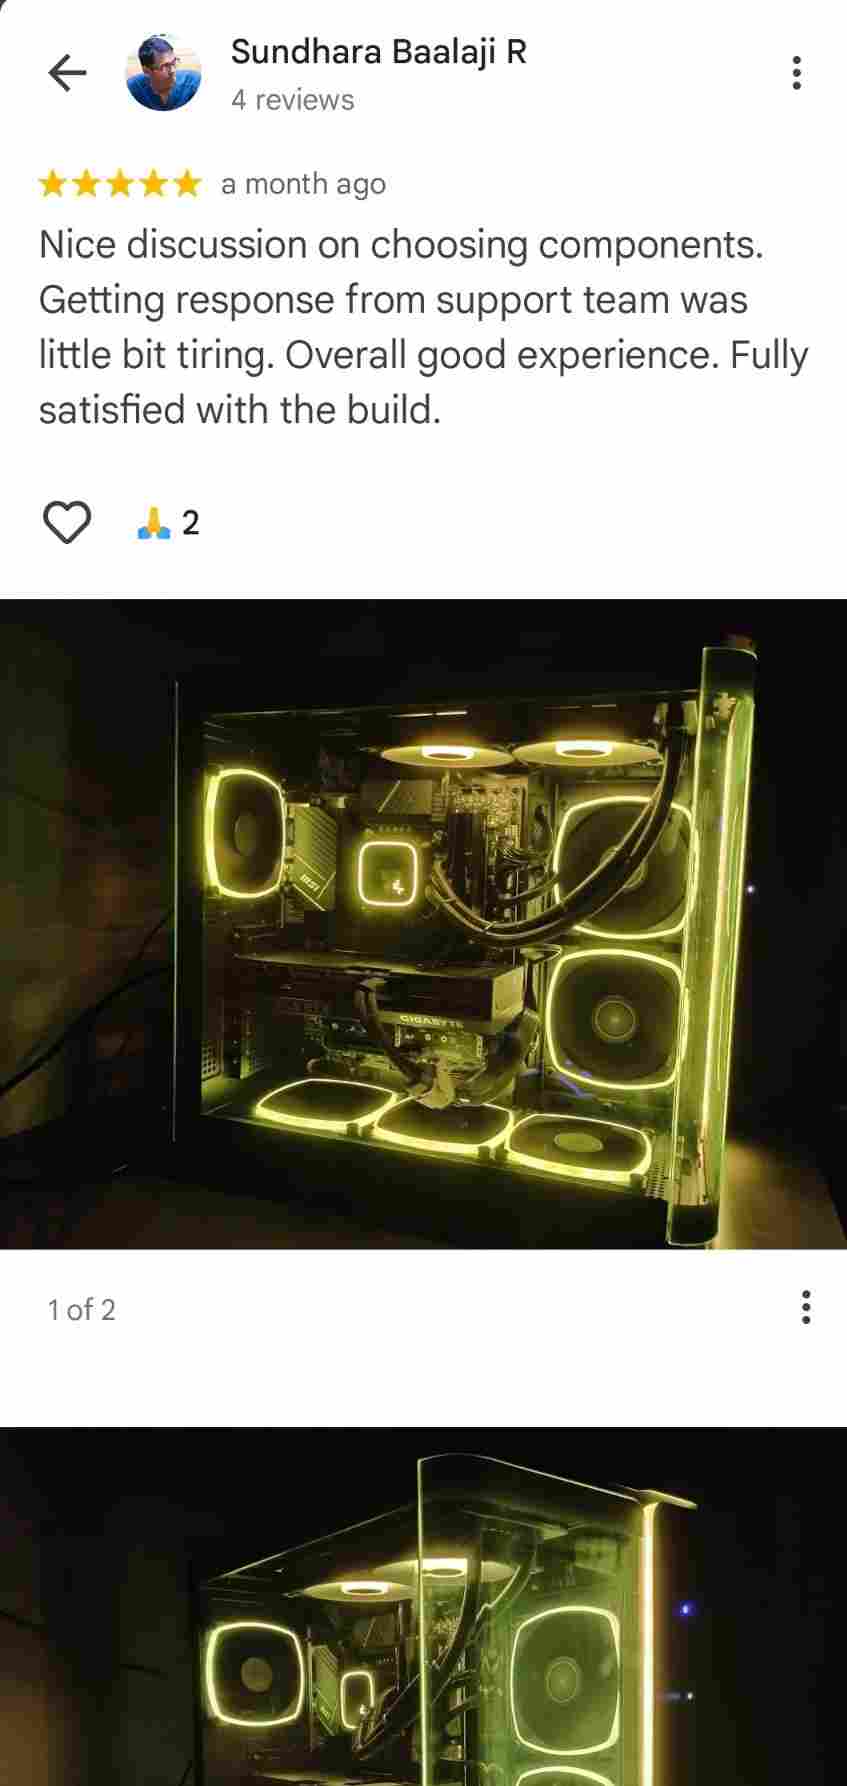 Sundhara Baalaji R
4 reviews
a month ago
Nice discussion on choosing components.
Getting response from support team was
little bit tiring. Overall good experience. Fully
satisfied with the build.
2
msi
GIGABYTE
1 of 2